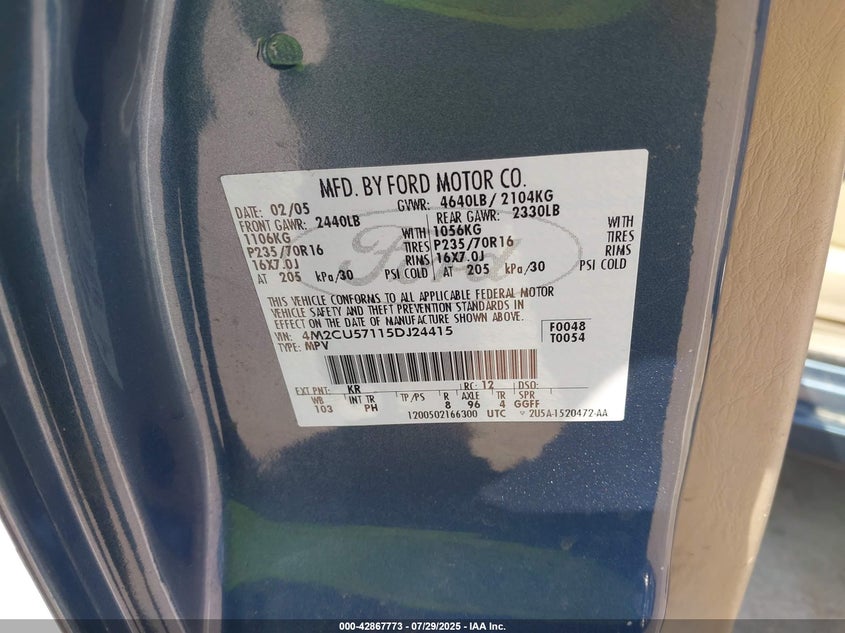 MFD. BY FORD MOTOR CO.
DATE: 02/05 GVWR: 4640LB/ 2104KG
FRONT GAWR: 2440LB REAR GAWR: 2330LB
1106KG WITH 1056KG WITH
P235/70R16 TIRES P235/70R16 TIRES
16X7.0J RIMS 16X7.0J RIMS
AT 205 kPa/30 PSI COLD AT 205 kPa/30 PSI COLD
THIS VEHICLE CONFORMS TO ALL APPLICABLE FEDERAL MOTOR
VEHICLE SAFETY AND THEFT PREVENTION STANDARDS IN
EFFECT ON THE DATE OF MANUFACTURE SHOWN ABOVE.
VIN: 4M2CU57115DJ24415 F0048
TYPE: MPV T0054
Ford
EXT PNT: KR RC: 12 DSO:
WB INT TR TP/PS R AXLE TR SPR
103 PH 8 96 4 GGFF
1200502166300 UTC ▽ 2U5A-1520472-AA
000-42867773 - 07/29/2025 - IAA Inc.